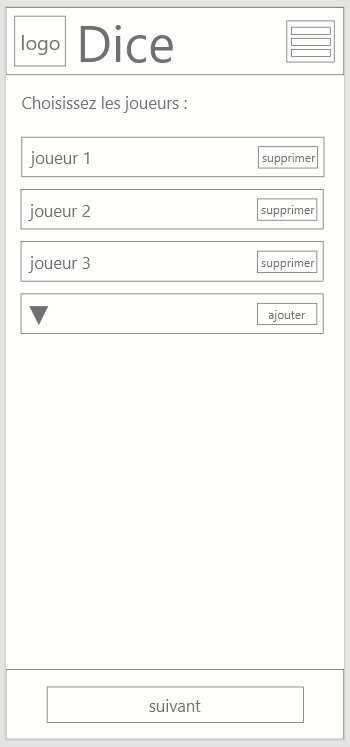 logo Dice
Choisissez les joueurs :
joueur 1 supprimer
joueur 2 supprimer
joueur 3 supprimer
ajouter
suivant